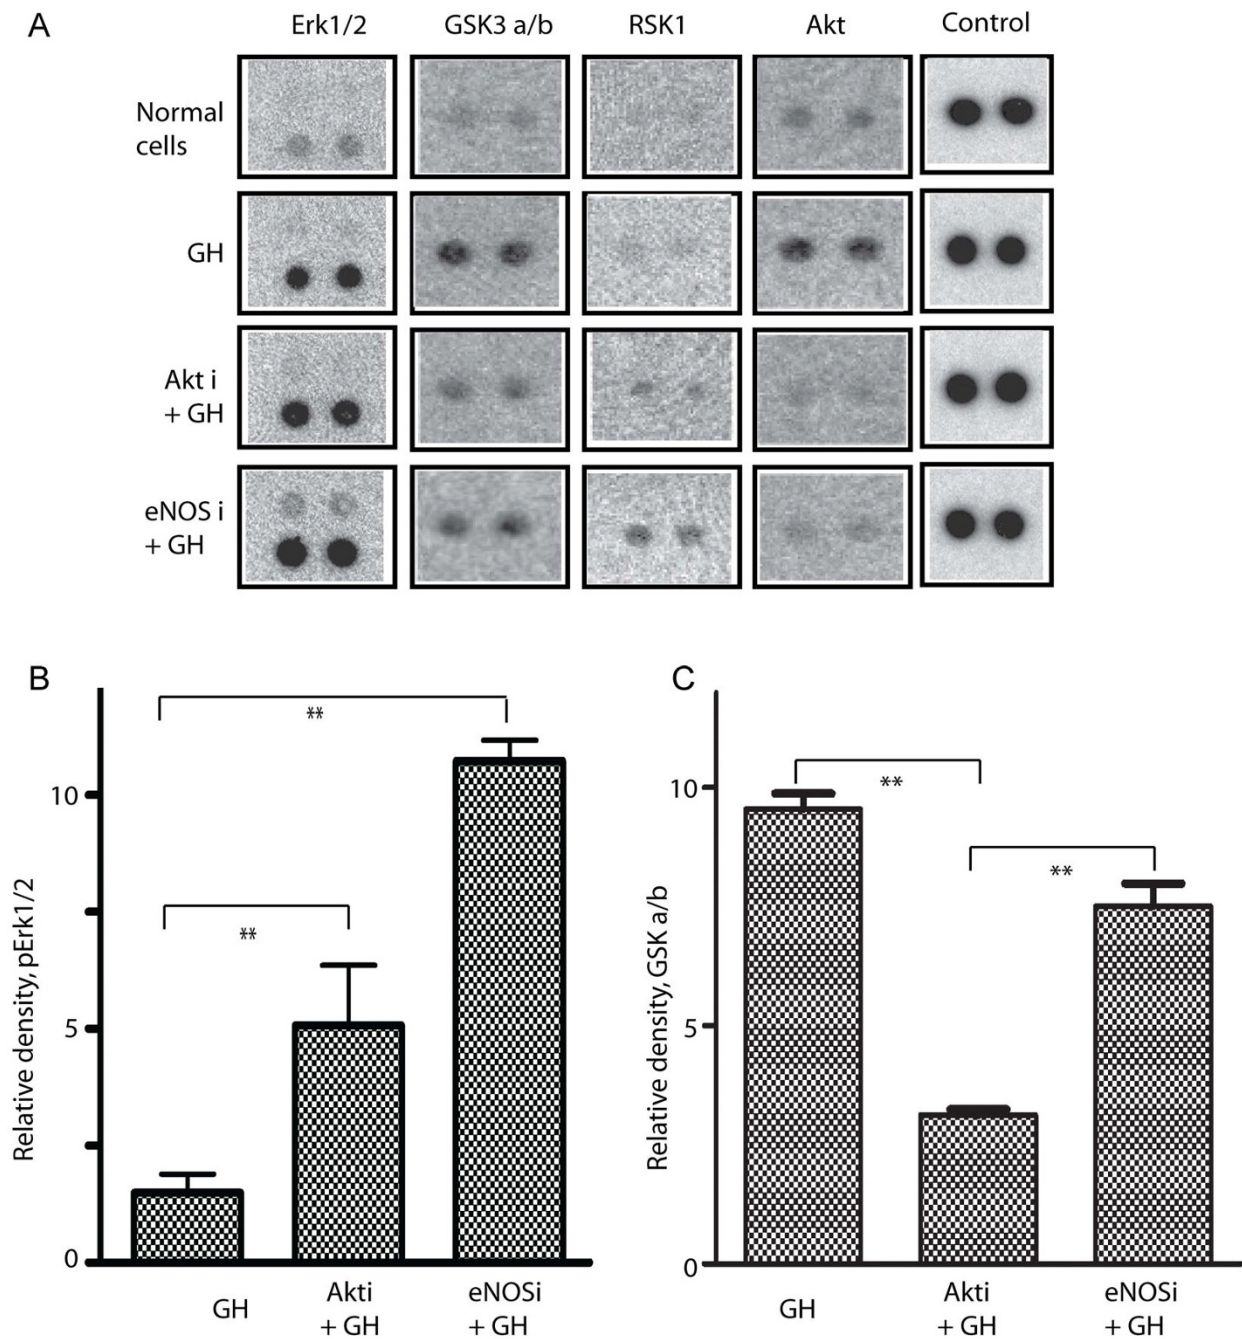 A
Erk1/2 GSK3 a/b RSK1 Akt Control
Normal
cells
GH
Akt i
+ GH
eNOS i
+ GH
B
Relative density, pErk1/2
10
5
0
**
**
GH
Akti
+ GH
eNOSi
+ GH
C
Relative density, GSK a/b
10
5
0
**
**
GH
Akti
+ GH
eNOSi
+ GH